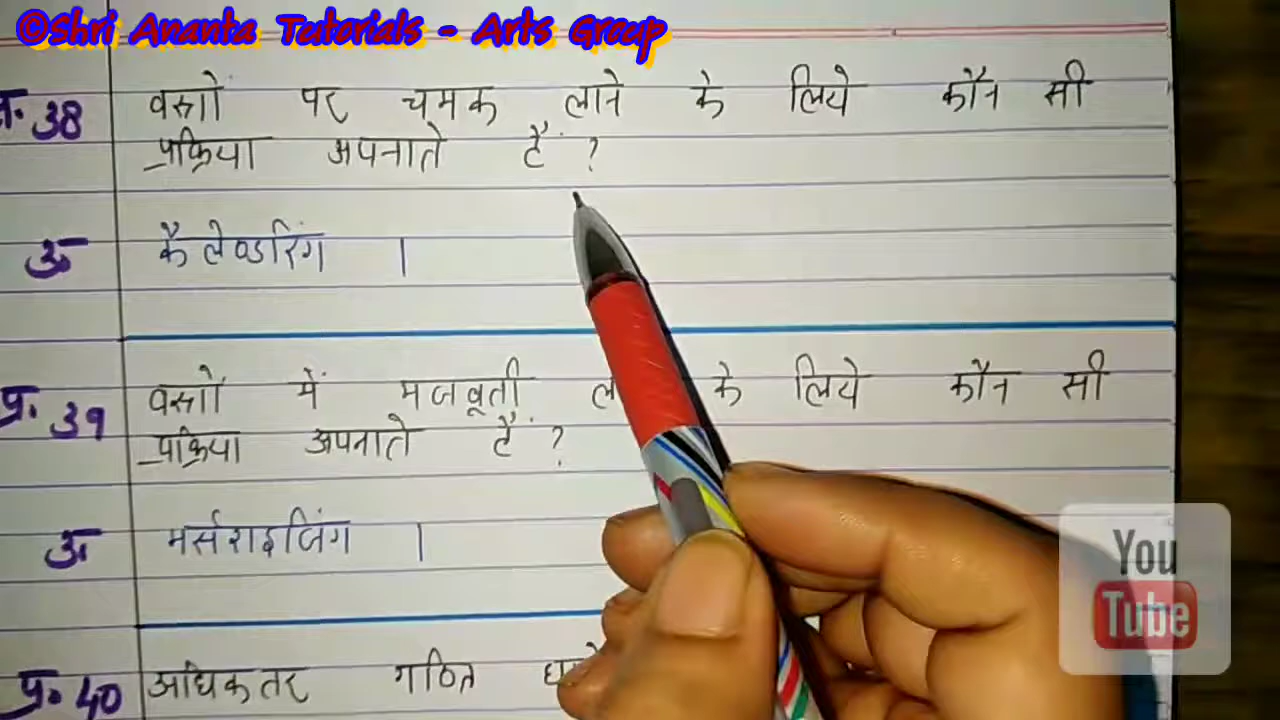 ©Shri Ananta Tutorials - Arts Group
प्र. 38 वस्त्रों पर चमक लाने के लिये कौन सी
प्रक्रिया अपनाते हैं ?
उ कैलेण्डरिंग ।
प्र. 39 वस्त्रों में मजबूती के लिये कौन सी
प्रक्रिया अपनाते हैं ?
उ मर्सराइजिंग ।
प्र. 40 अधिकतर गठित
You
Tube